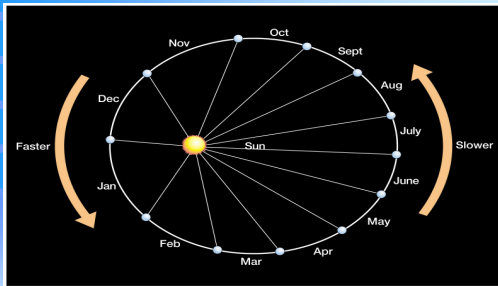 Oct
Nov
Sept
Dec
Aug
July
Faster
Sun
Slower
Jan
June
May
Feb
Apr
Mar